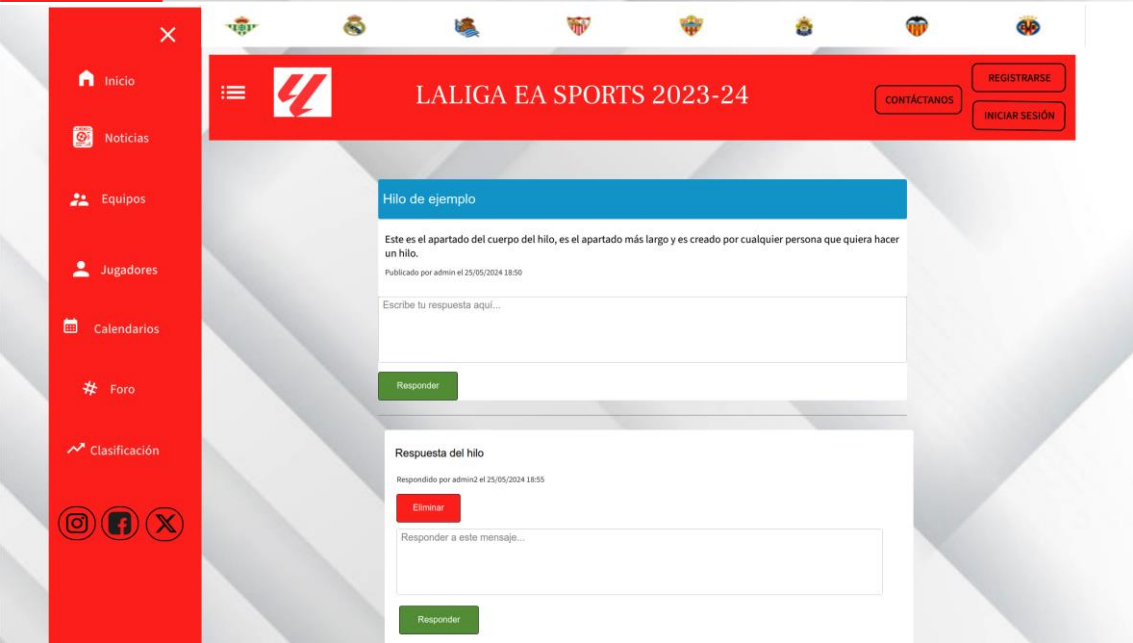 Inicio
Noticias
Equipos
Jugadores
Calendarios
Foro
Clasificación
LALIGA EA SPORTS 2023-24
CONTÁCTANOS
REGISTRARSE
INICIAR SESIÓN
Hilo de ejemplo
Este es el apartado del cuerpo del hilo, es el apartado más largo y es creado por cualquier persona que quiera hacer
un hilo.
Publicado por admin el 25/05/2024 18:50
Escribe tu respuesta aquí...
Responder
Respuesta del hilo
Respondido por admin2 el 25/05/2024 18:55
Eliminar
Responder a este mensaje...
Responder